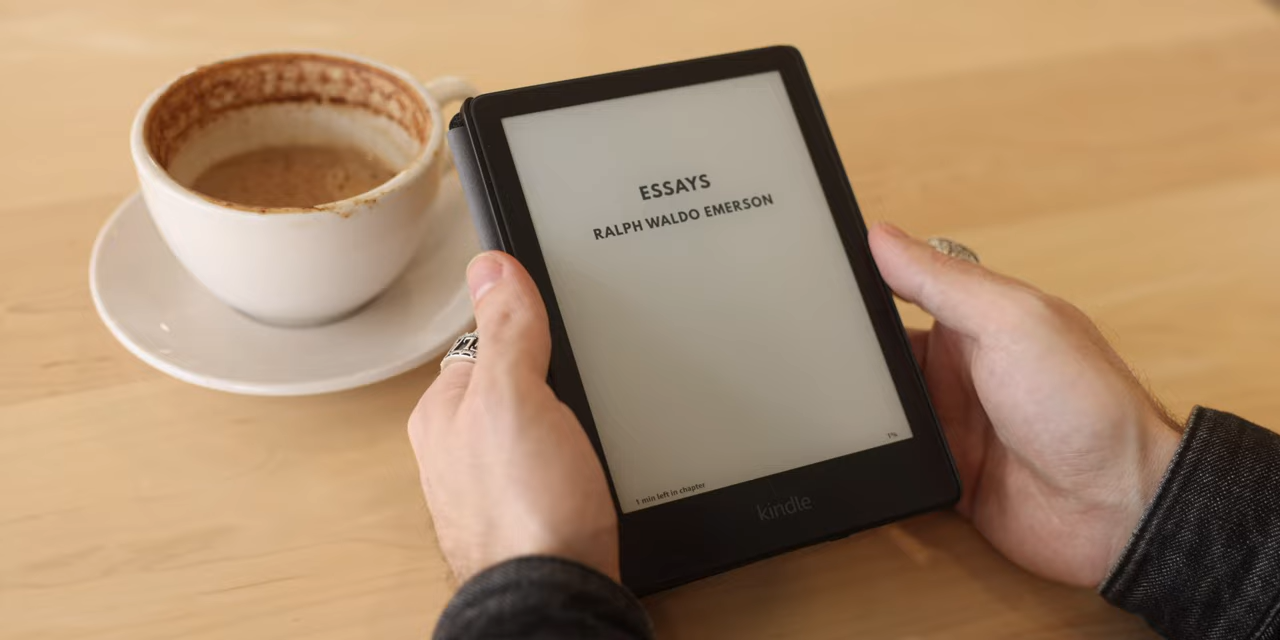 ESSAYS
RALPH WALDO EMERSON
1%
1 min left in chapter
kindle